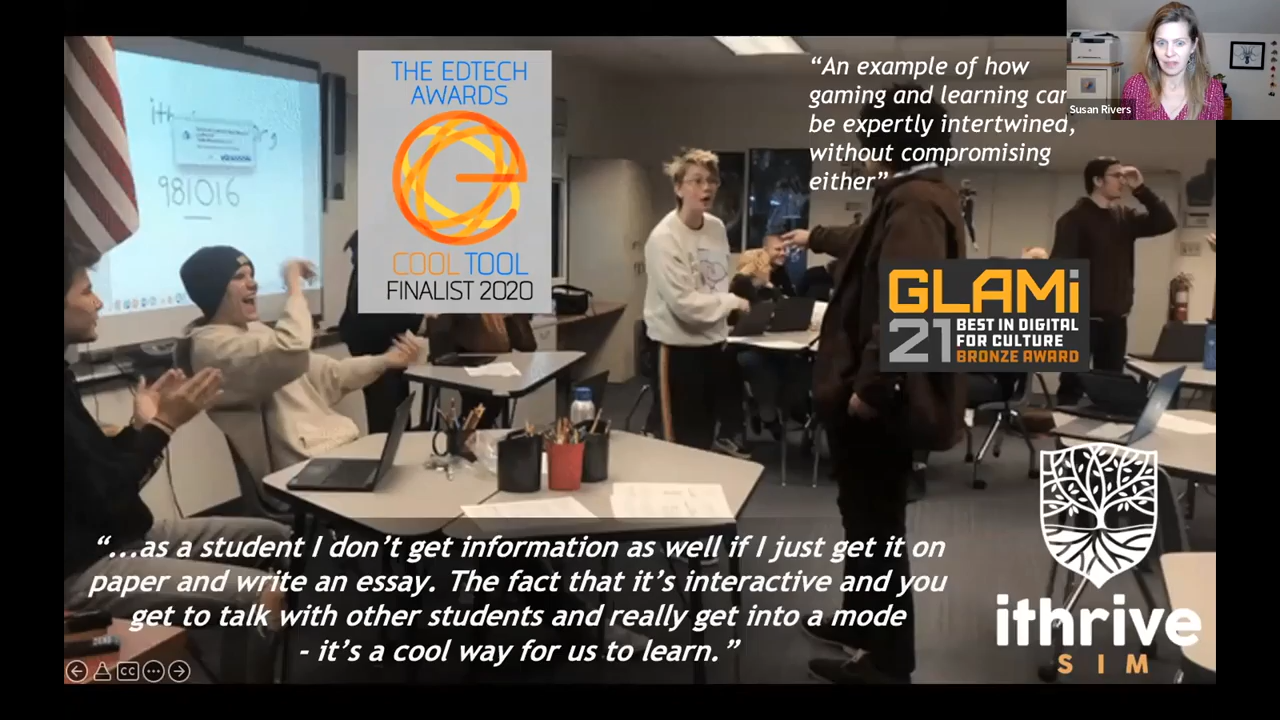 THE EDTECH
AWARDS
COOL TOOL
FINALIST 2020
“An example of how
gaming and learning can
be expertly intertwined,
without compromising
either”
Susan Rivers
981016
GLAMi
21 BEST IN DIGITAL
FOR CULTURE
BRONZE AWARD
“...as a student I don’t get information as well if I just get it on
paper and write an essay. The fact that it’s interactive and you
get to talk with other students and really get into a mode
- it’s a cool way for us to learn.”
ithrive
SIM
CC